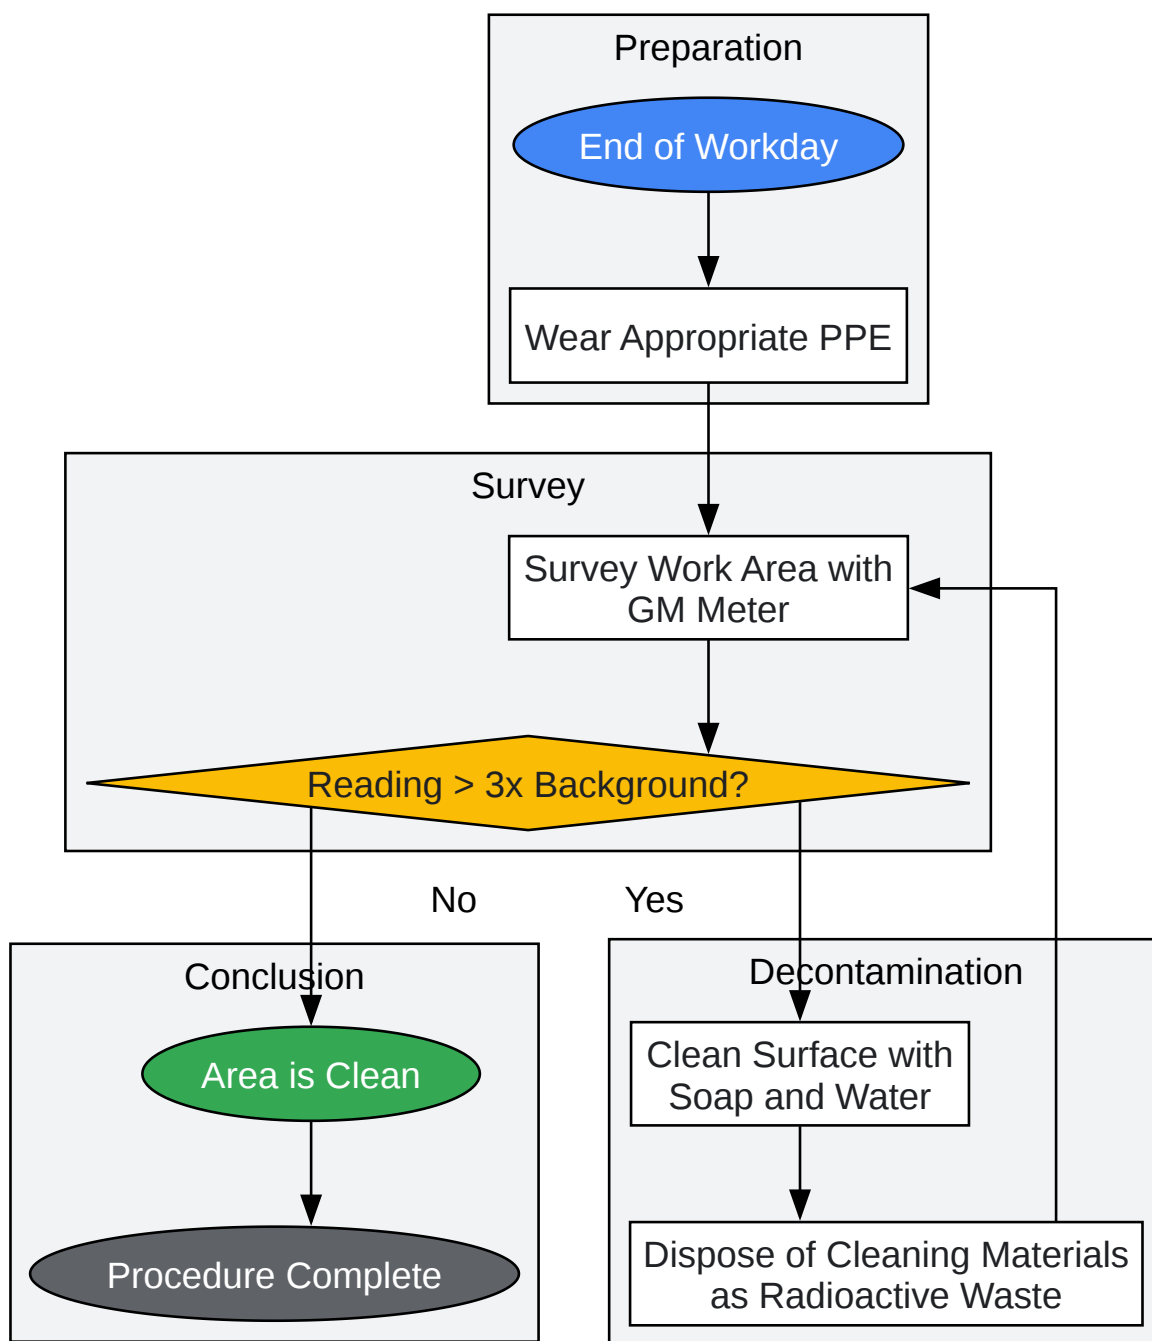 Preparation
End of Workday
Wear Appropriate PPE
Survey
Survey Work Area with
GM Meter
Reading > 3x Background?
No
Yes
Conclusion
Area is Clean
Procedure Complete
Decontamination
Clean Surface with
Soap and Water
Dispose of Cleaning Materials
as Radioactive Waste